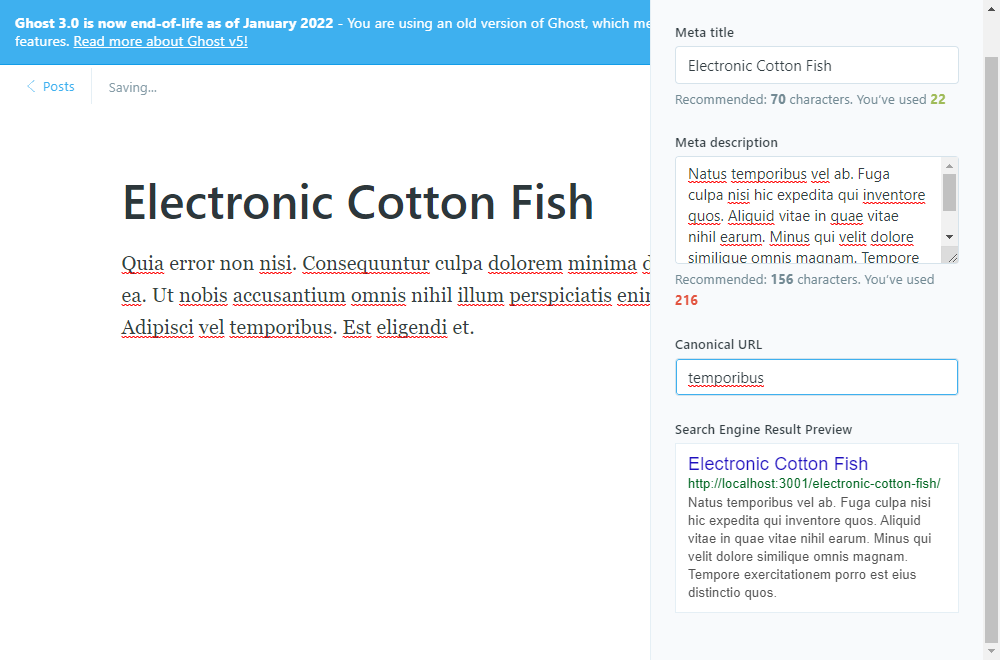 Ghost 3.0 is now end-of-life as of January 2022 - You are using an old version of Ghost, which me
features. Read more about Ghost v5!
Posts
Saving...
Electronic Cotton Fish
Quia error non nisi. Consequuntur culpa dolorem minima d
ea. Ut nobis accusantium omnis nihil illum perspiciatis enim
Adipisci vel temporibus. Est eligendi et.
Meta title
Electronic Cotton Fish
Recommended: 70 characters. You've used 22
Meta description
Natus temporibus vel ab. Fuga
culpa nisi hic expedita qui inventore
quos. Aliquid vitae in quae vitae
nihil earum. Minus qui velit dolore
similique omnis magnam. Tempore
Recommended: 156 characters. You've used
216
Canonical URL
temporibus
Search Engine Result Preview
Electronic Cotton Fish
http://localhost:3001/electronic-cotton-fish/
Natus temporibus vel ab. Fuga culpa nisi
hic expedita qui inventore quos. Aliquid
vitae in quae vitae nihil earum. Minus qui
velit dolore similique omnis magnam.
Tempore exercitationem porro est eius
distinctio quos.